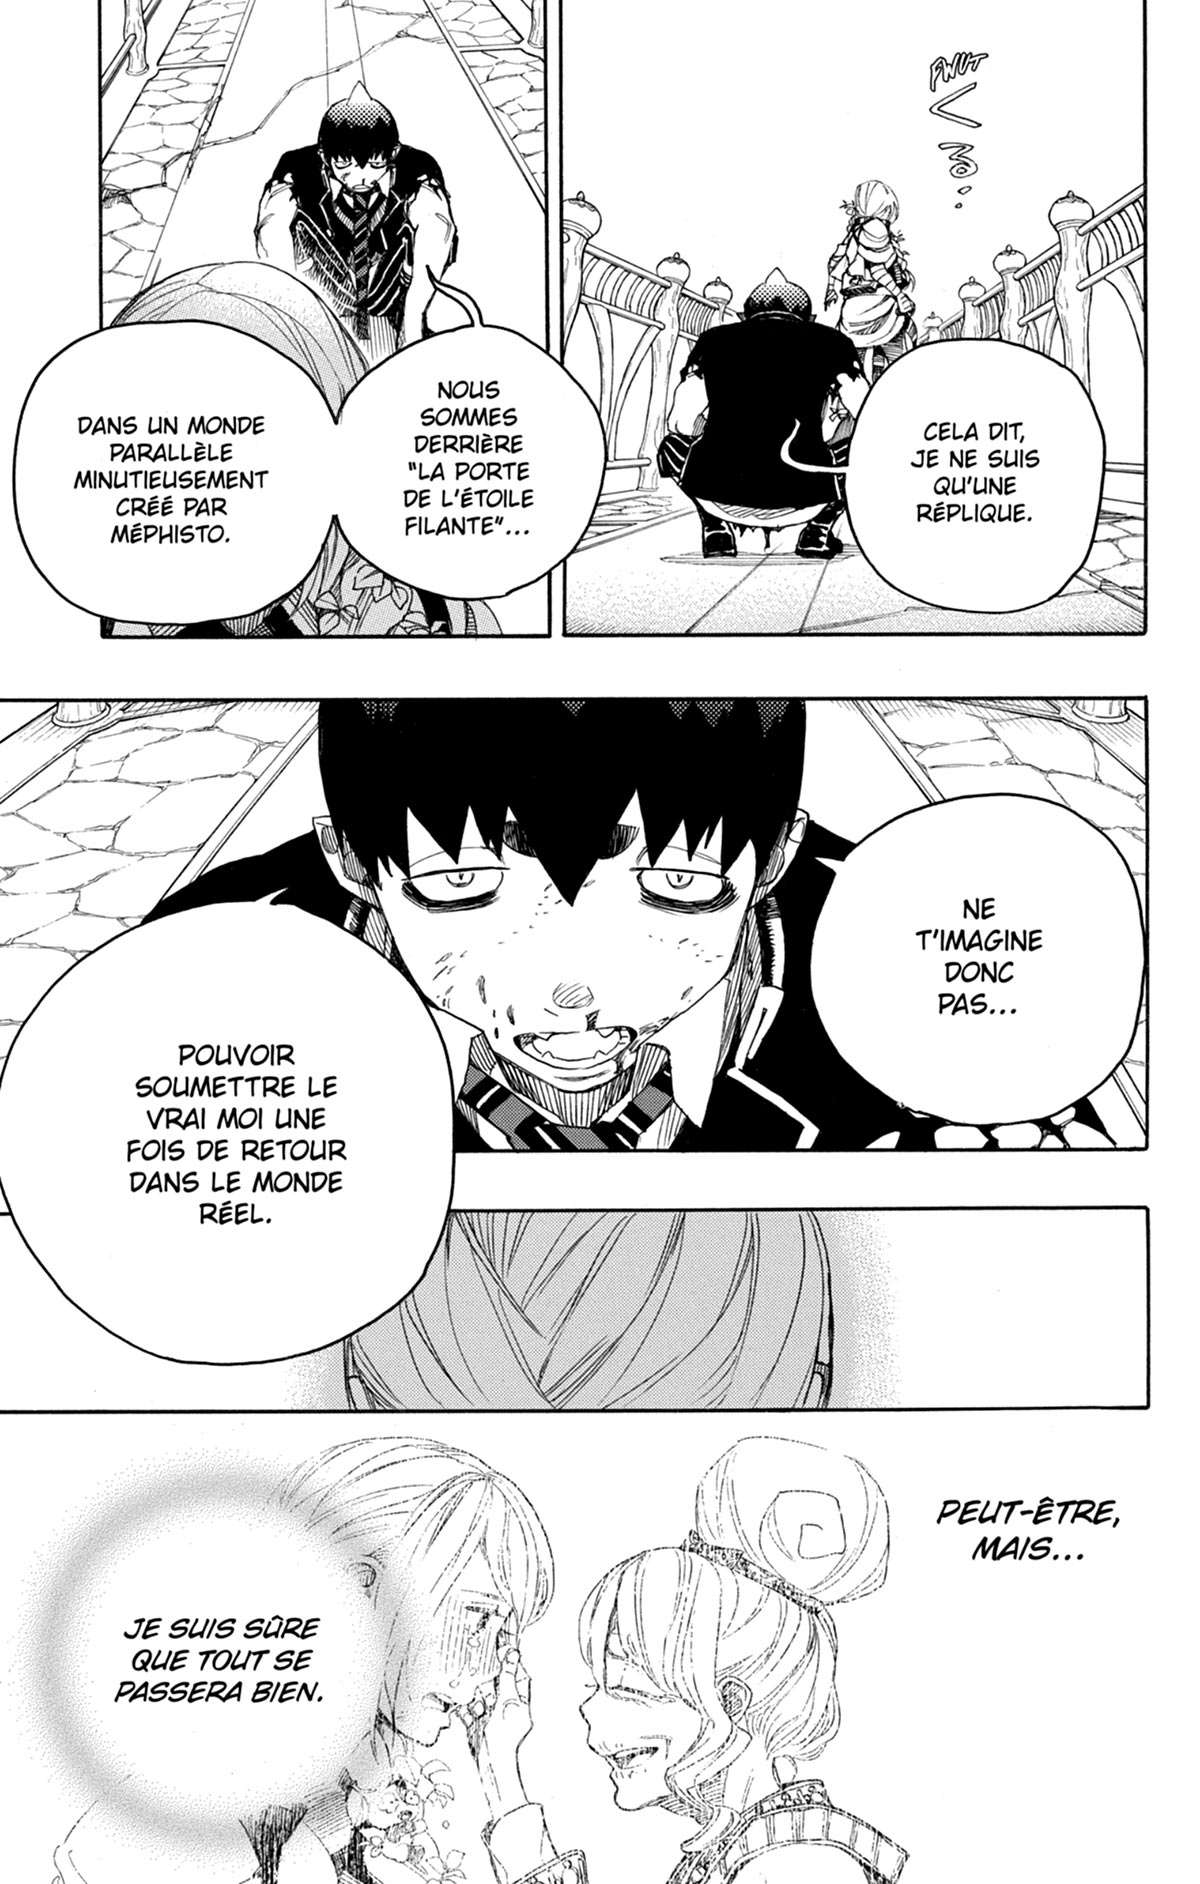 FWUT
くる。
CELA DIT,
JE NE SUIS
QU'UNE
RÉPLIQUE.
NOUS
SOMMES
DERRIÈRE
"LA PORTE
DE L'ÉTOILE
FILANTE"...
DANS UN MONDE
PARALLÈLE
MINUTIEUSEMENT
CRÉÉ PAR
MÉPHISTO.
NE
T'IMAGINE
DONC
PAS...
POUVOIR
SOUMETTRE LE
VRAI MOI UNE
FOIS DE RETOUR
DANS LE MONDE
RÉEL.
PEUT-ÊTRE,
MAIS...
JE SUIS SÛRE
QUE TOUT SE
PASSERA BIEN.